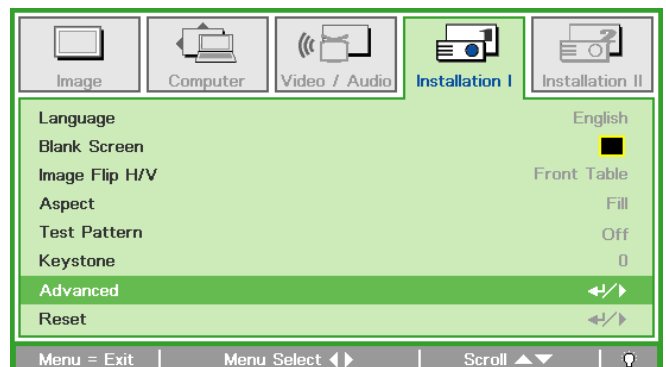 Image Computer Video / Audio Installation I Installation II
Language English
Blank Screen
Image Flip H/V Front Table
Aspect Fill
Test Pattern Off
Keystone 0
Advanced
Reset
Menu = Exit Menu Select Scroll